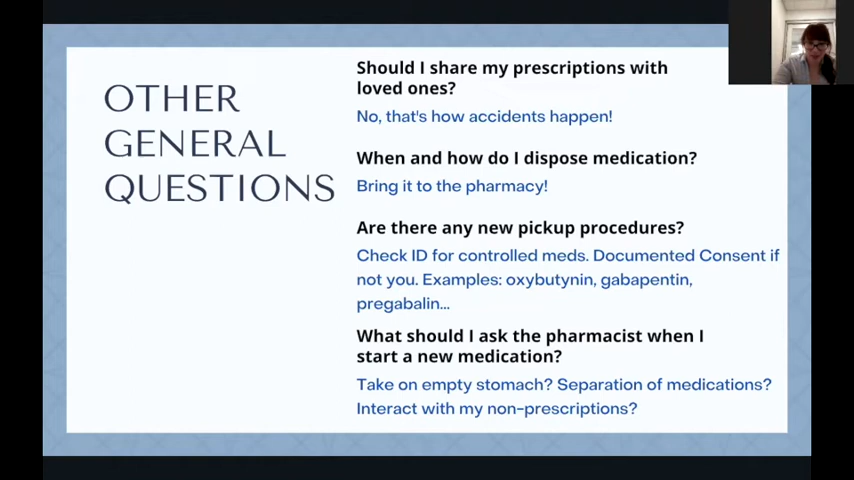 OTHER
GENERAL
QUESTIONS
Should I share my prescriptions with
loved ones?
No, that's how accidents happen!
When and how do I dispose medication?
Bring it to the pharmacy!
Are there any new pickup procedures?
Check ID for controlled meds. Documented Consent if
not you. Examples: oxybutynin, gabapentin,
pregabalin...
What should I ask the pharmacist when I
start a new medication?
Take on empty stomach? Separation of medications?
Interact with my non-prescriptions?